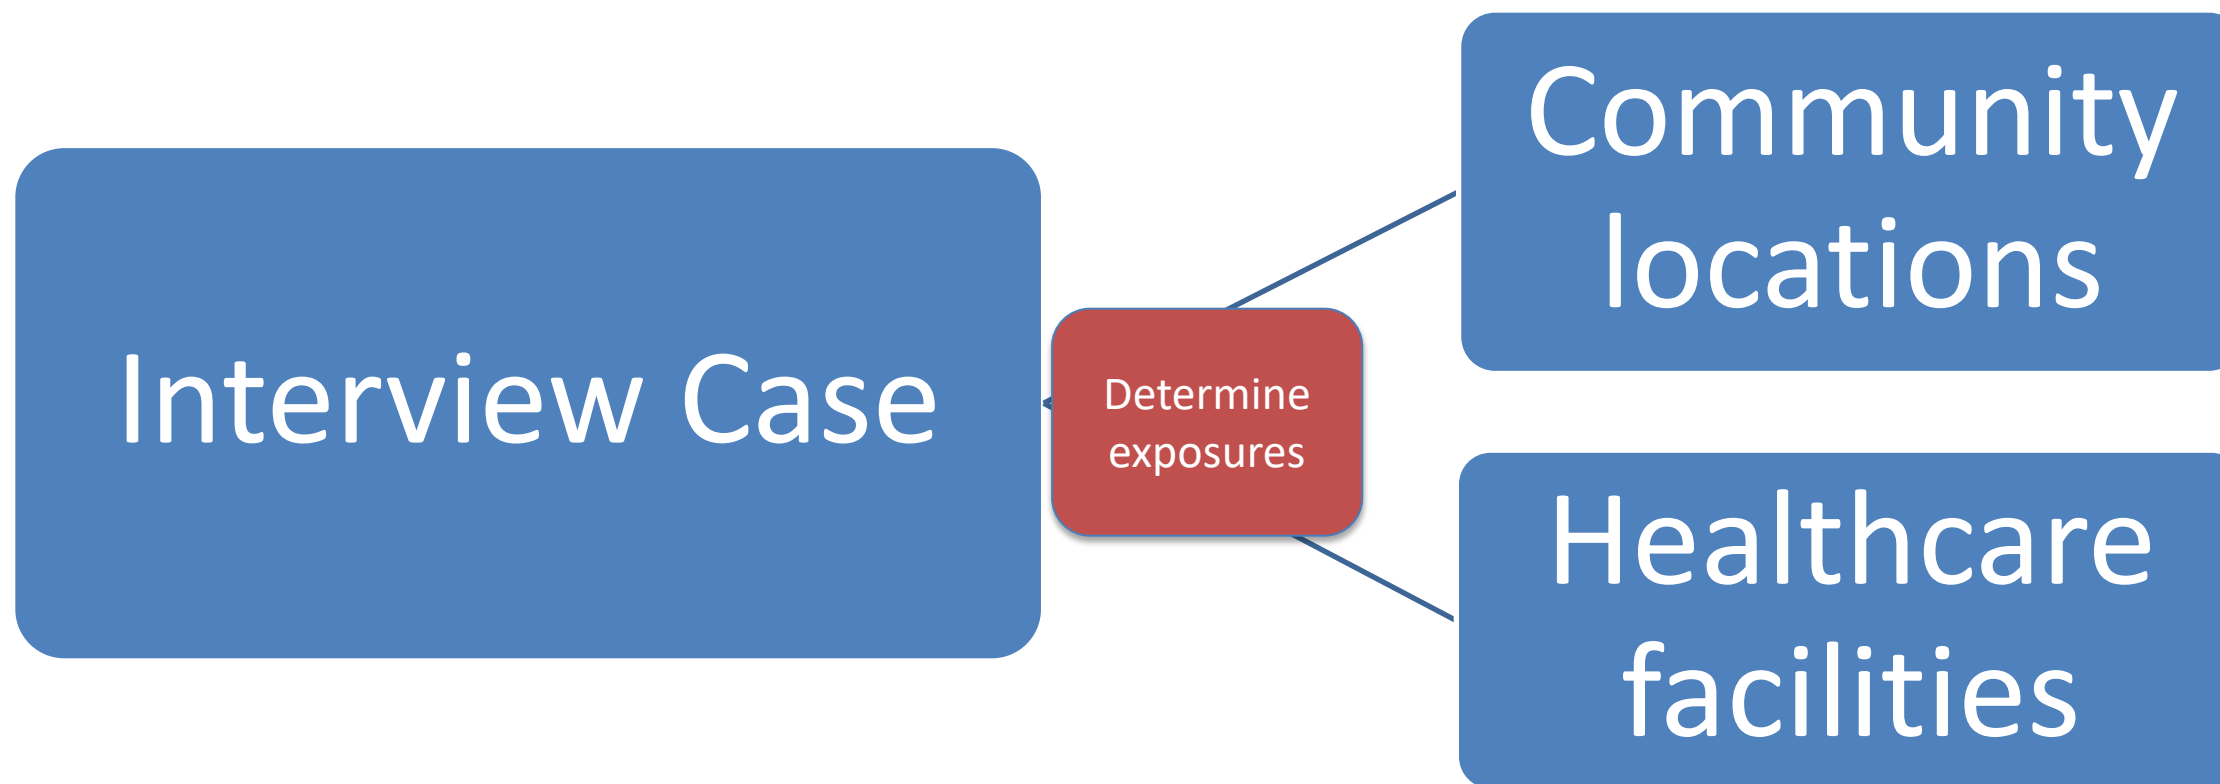 Interview Case
Determine
exposures
Community
locations
Healthcare
facilities